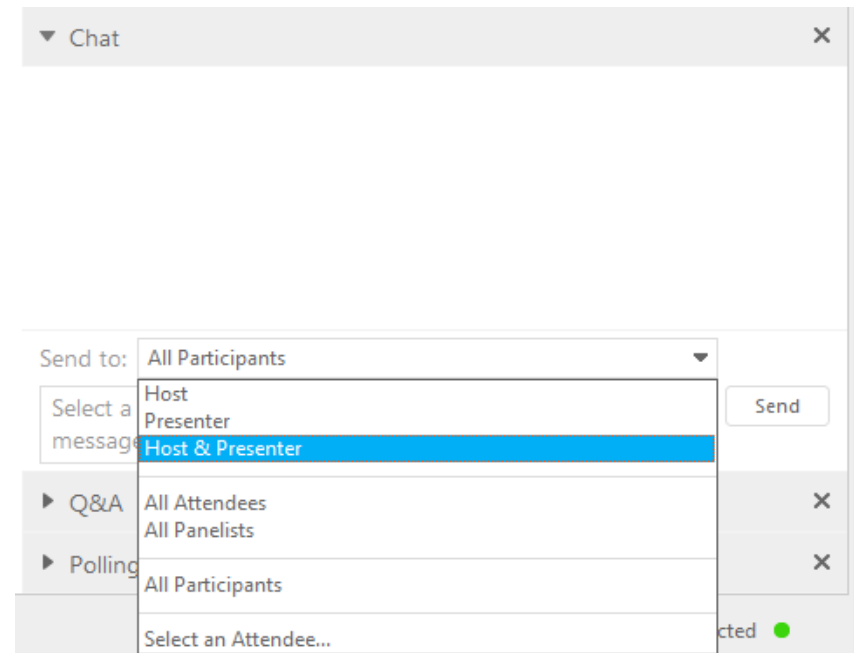 Chat
Send to: All Participants
Host
Select a
Presenter
Send
message
Host & Presenter
Q&A
All Attendees
All Panelists
Polling
All Participants
Select an Attendee...